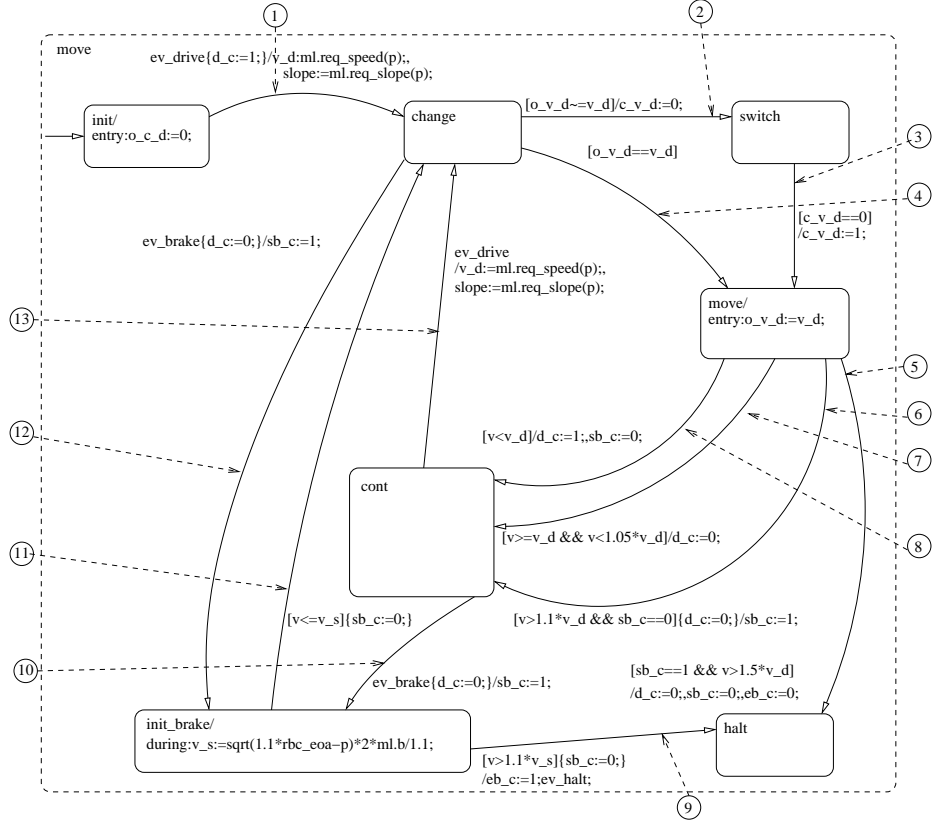 1
2
move
ev_drive{d_c:=1;}/v_d:ml.req_speed(p);,
slope:=ml.req_slope(p);
init/
entry:o_c_d:=0;
change
[o_v_d~=v_d]/c_v_d:=0;
switch
3
[o_v_d==v_d]
4
[c_v_d==0]
/c_v_d:=1;
ev_brake{d_c:=0;}/sb_c:=1;
ev_drive
/v_d:=ml.req_speed(p);,
slope:=ml.req_slope(p);
move/
entry:o_v_d:=v_d;
13
5
6
12
[v<v_d]/d_c:=1;,sb_c:=0;
7
cont
[v>=v_d && v<1.05*v_d]/d_c:=0;
8
11
[v<=v_s]{sb_c:=0;}
[v>1.1*v_d && sb_c==0]{d_c:=0;}/sb_c:=1;
10
ev_brake{d_c:=0;}/sb_c:=1;
[sb_c==1 && v>1.5*v_d]
/d_c:=0;,sb_c:=0;,eb_c:=0;
init_brake/
during:v_s:=sqrt(1.1*rbc_eoa−p)*2*ml.b/1.1;
halt
[v>1.1*v_s]{sb_c:=0;}
/eb_c:=1;ev_halt;
9